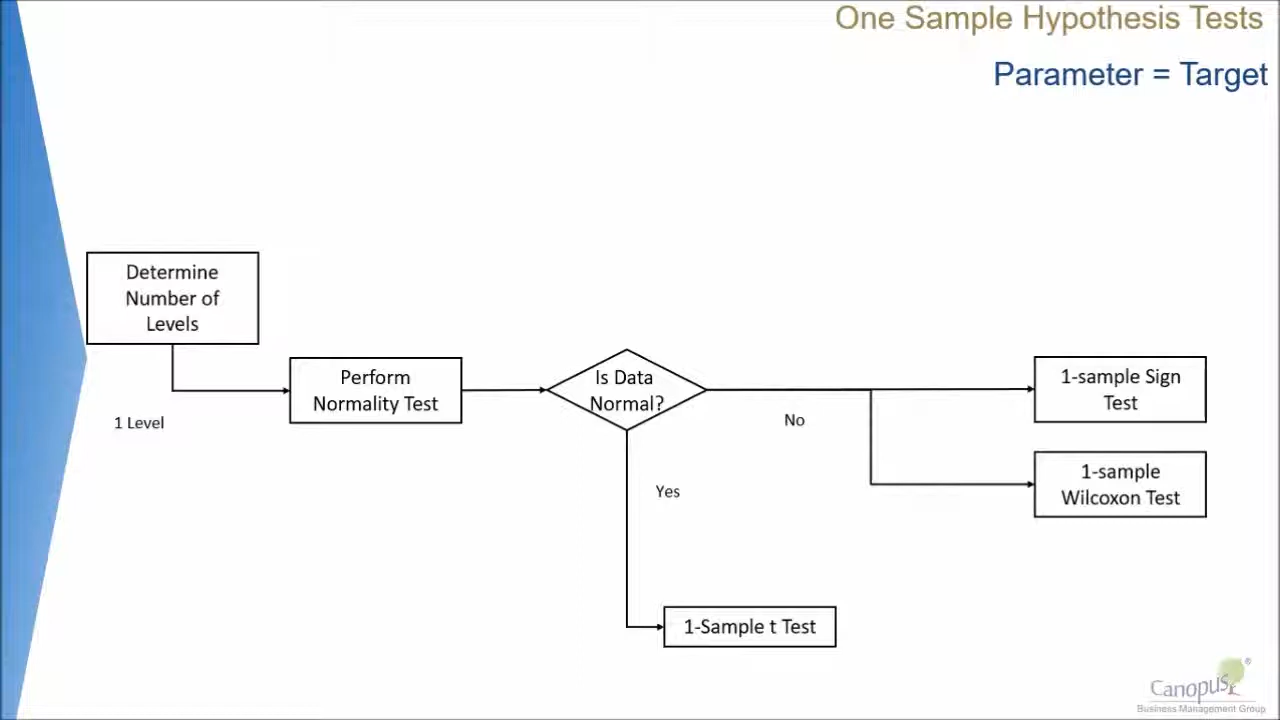 One Sample Hypothesis Tests
Parameter = Target
Determine
Number of
Levels
1 Level
Perform
Normality Test
Is Data
Normal?
No
Yes
1-sample Sign
Test
1-sample
Wilcoxon Test
1-Sample t Test
Canopus®
Business Management Group